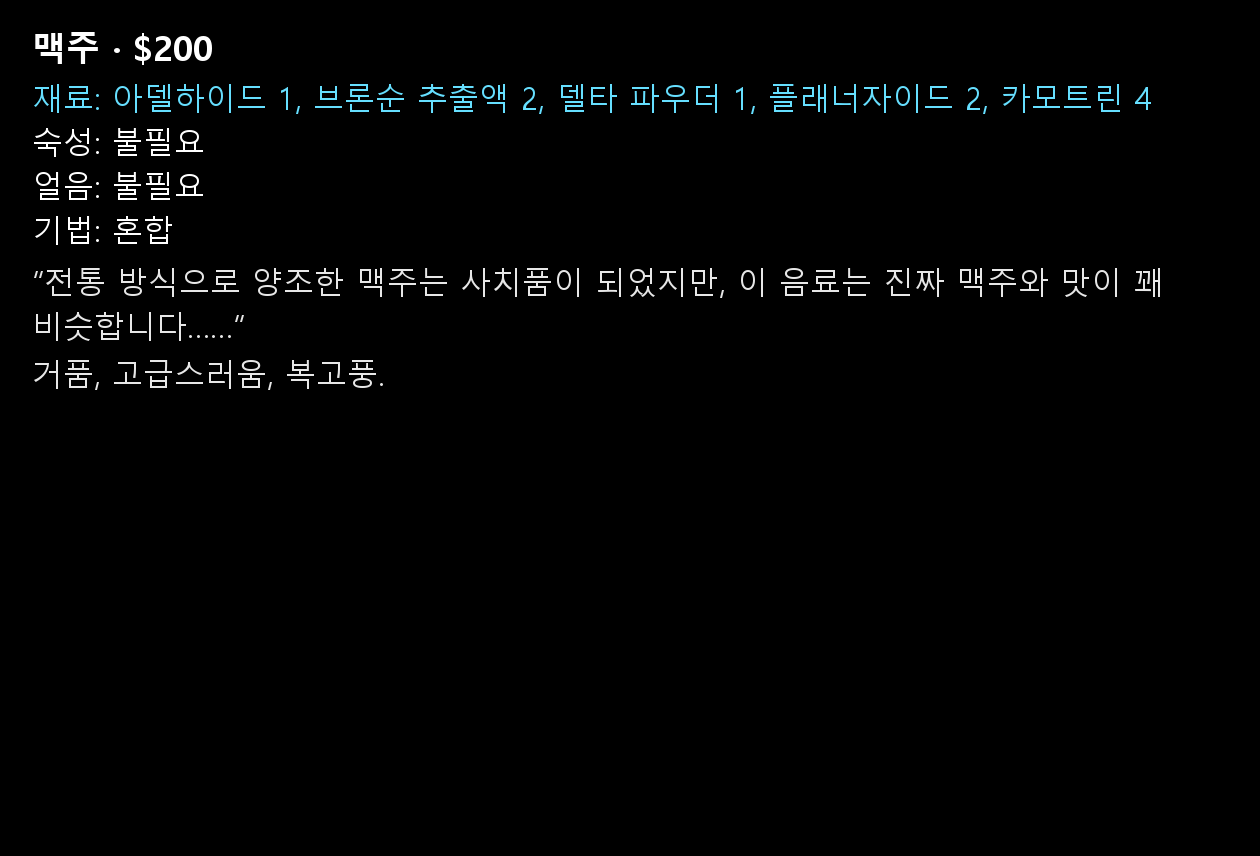 맥주 · $200
재료: 아델하이드 1, 브론슨 추출액 2, 델타 파우더 1, 플래너자이드 2, 카모트린 4
숙성: 불필요
얼음: 불필요
기법: 혼합
“전통 방식으로 양조한 맥주는 사치품이 되었지만, 이 음료는 진짜 맥주와 맛이 꽤
비슷합니다……”
거품, 고급스러움, 복고풍.